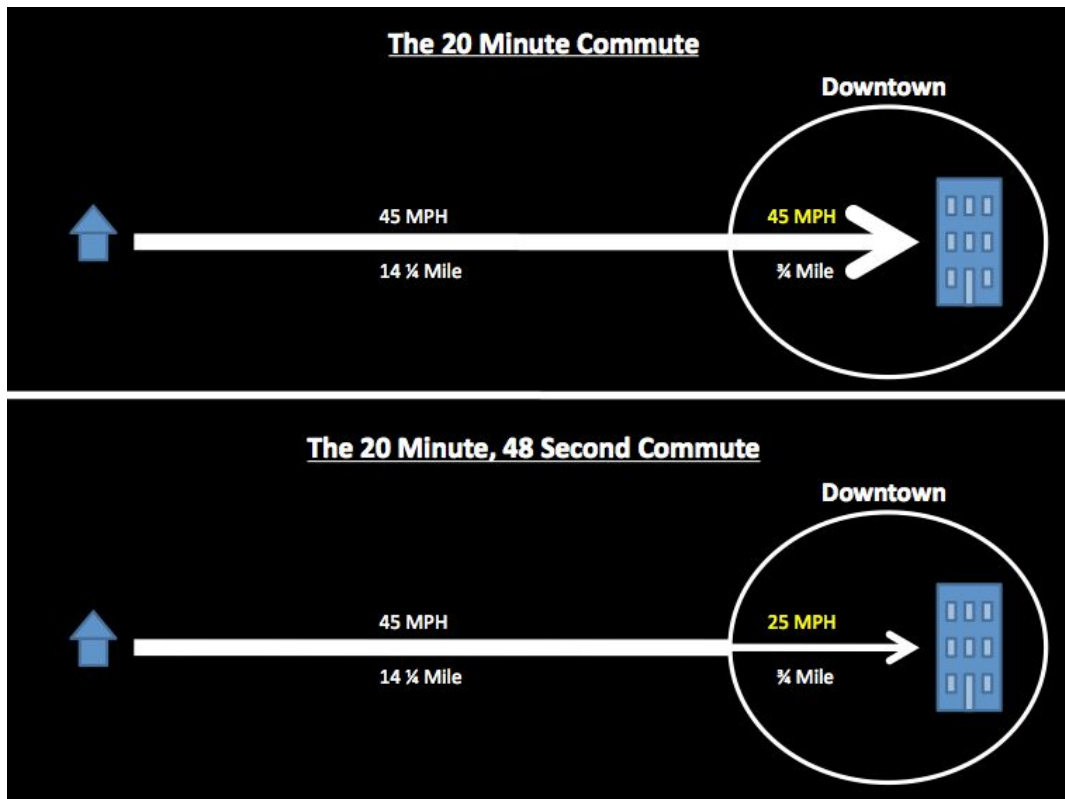 The 20 Minute Commute
Downtown
45 MPH
45 MPH
14 ¼ Mile
¾ Mile
The 20 Minute, 48 Second Commute
Downtown
45 MPH
25 MPH
14 ¼ Mile
¾ Mile